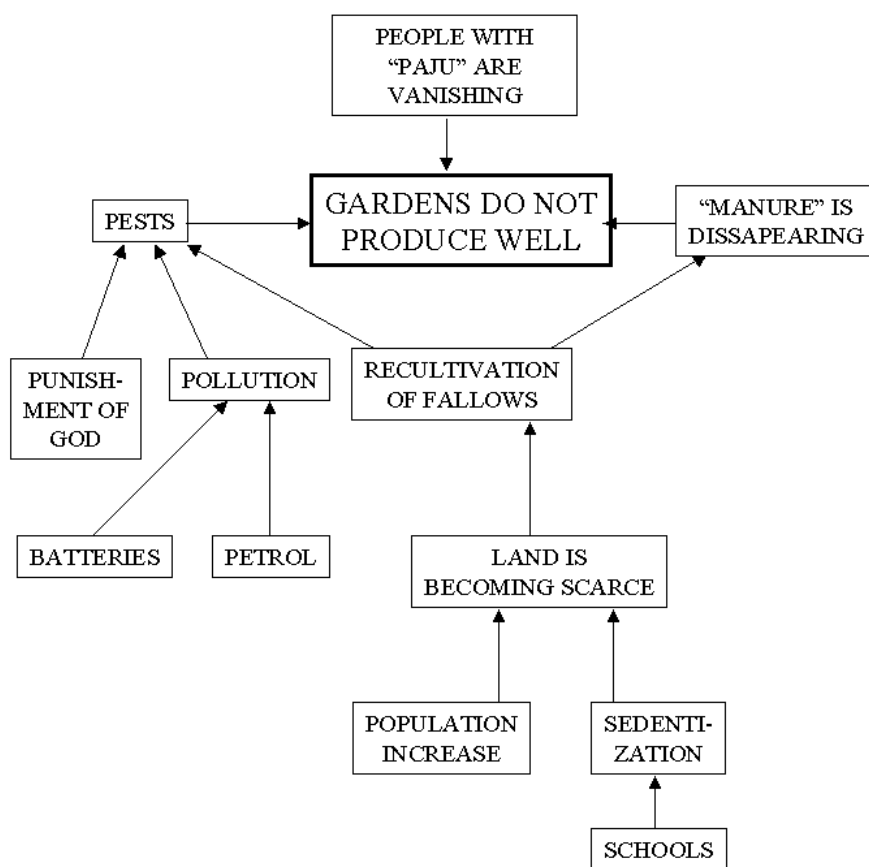 PEOPLE WITH
“PAJU” ARE
VANISHING
GARDENS DO NOT
PRODUCE WELL
PESTS
“MANURE” IS
DISSAPEARING
PUNISH-
MENT OF
GOD
POLLUTION
RECULTIVATION
OF FALLOWS
BATTERIES
PETROL
LAND IS
BECOMING SCARCE
POPULATION
INCREASE
SEDENTI-
ZATION
SCHOOLS